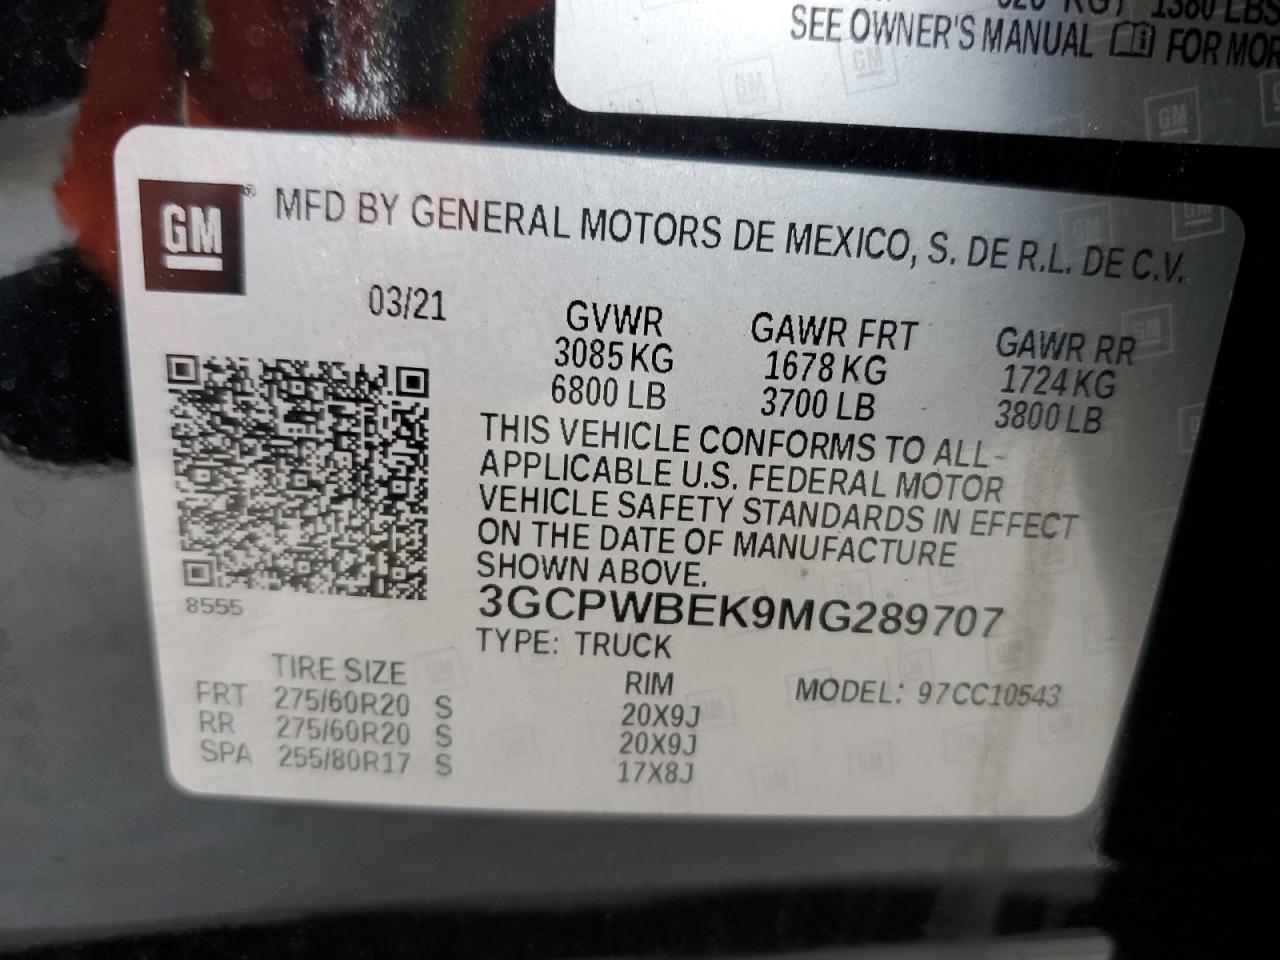 1380 LBS
SEE OWNER'S MANUAL FOR MOR
GM ® MFD BY GENERAL MOTORS DE MEXICO, S. DE R.L. DE C.V.
03/21 GVWR GAWR FRT GAWR RR
3085 KG 1678 KG 1724 KG
6800 LB 3700 LB 3800 LB
THIS VEHICLE CONFORMS TO ALL
APPLICABLE U.S. FEDERAL MOTOR
VEHICLE SAFETY STANDARDS IN EFFECT
ON THE DATE OF MANUFACTURE
SHOWN ABOVE.
8555
3GCPWBEK9MG289707
TYPE: TRUCK
TIRE SIZE RIM MODEL: 97CC10543
FRT 275/60R20 S 20X9J
RR 275/60R20 S 20X9J
SPA 255/80R17 S 17X8J